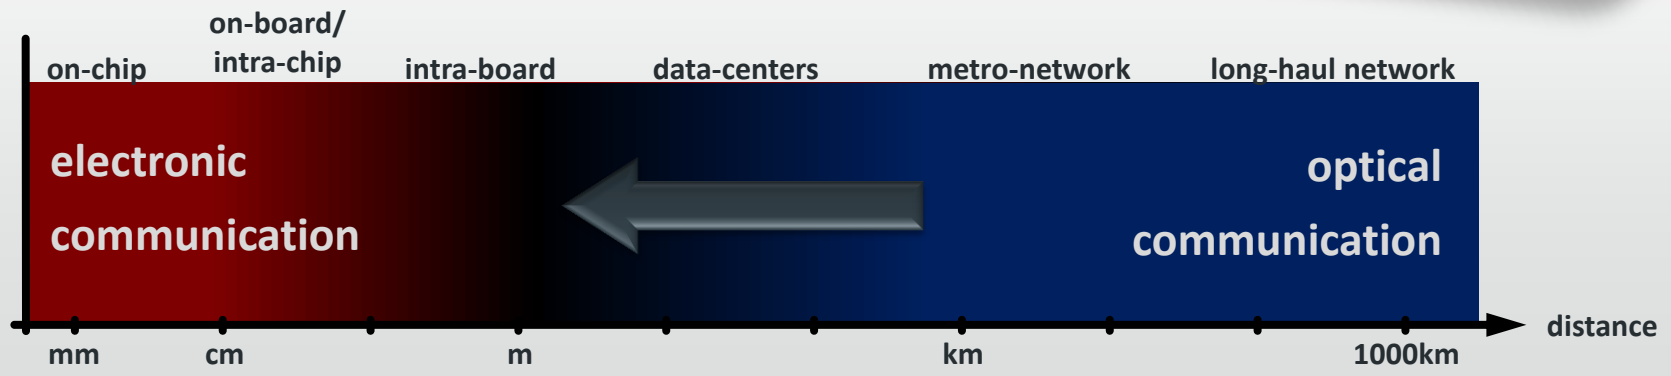 on-board/
intra-chip
on-chip
intra-board
data-centers
metro-network
long-haul network
electronic
communication
optical
communication
distance
mm
cm
m
km
1000km